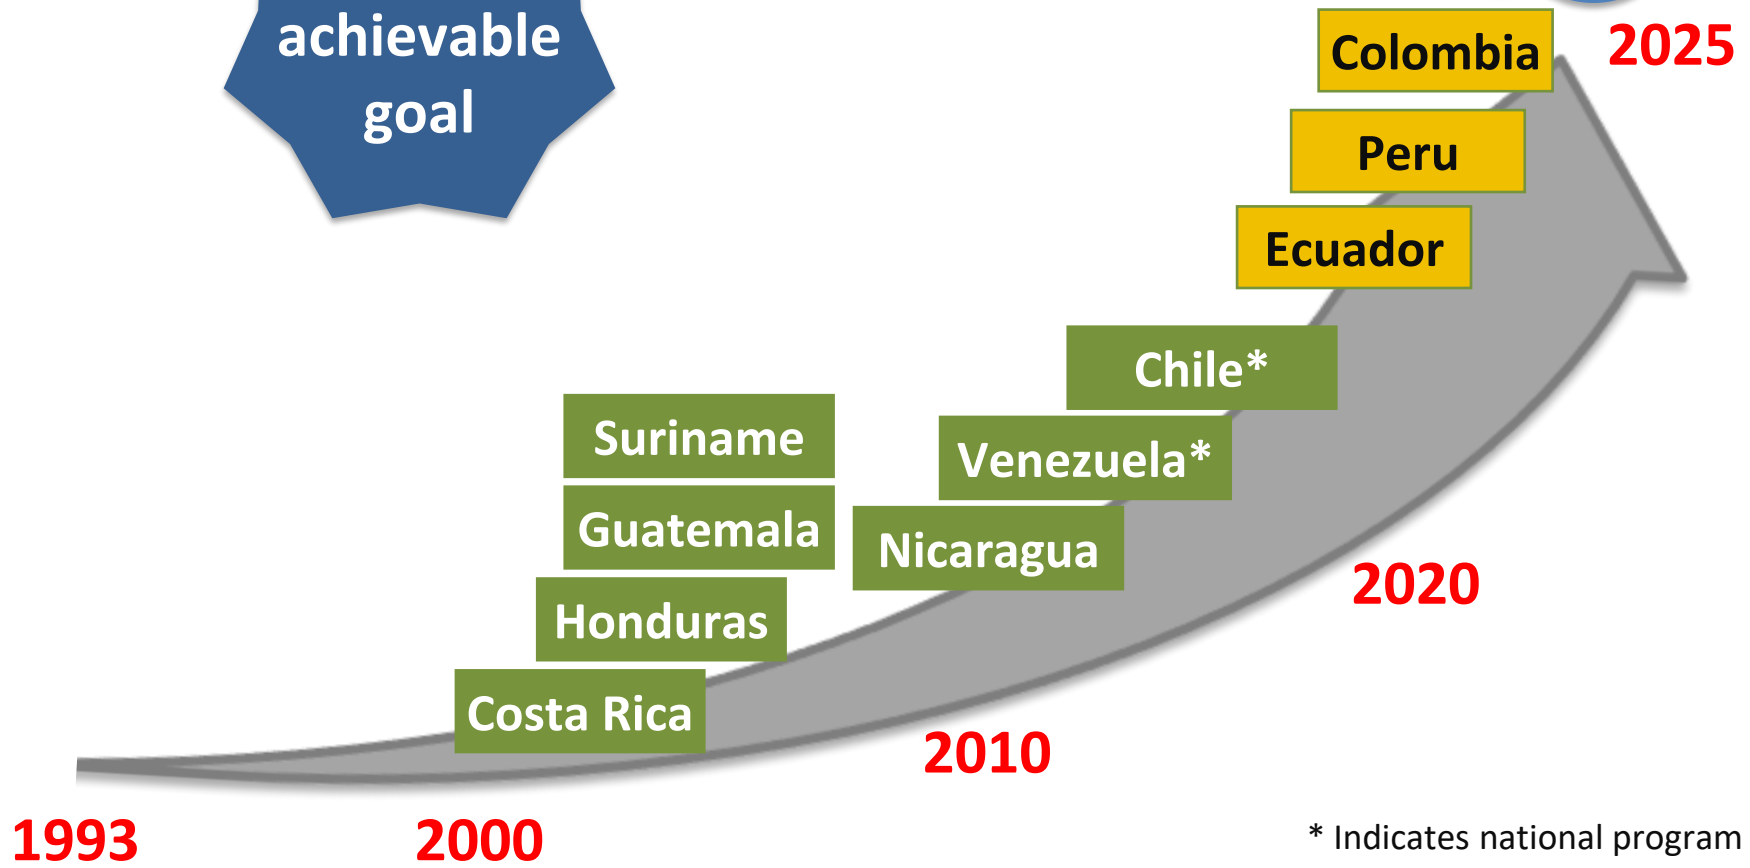 achievable
goal
Colombia
2025
Peru
Ecuador
Chile*
Suriname
Venezuela*
Guatemala
Nicaragua
2020
Honduras
Costa Rica
2010
1993
2000
* Indicates national program